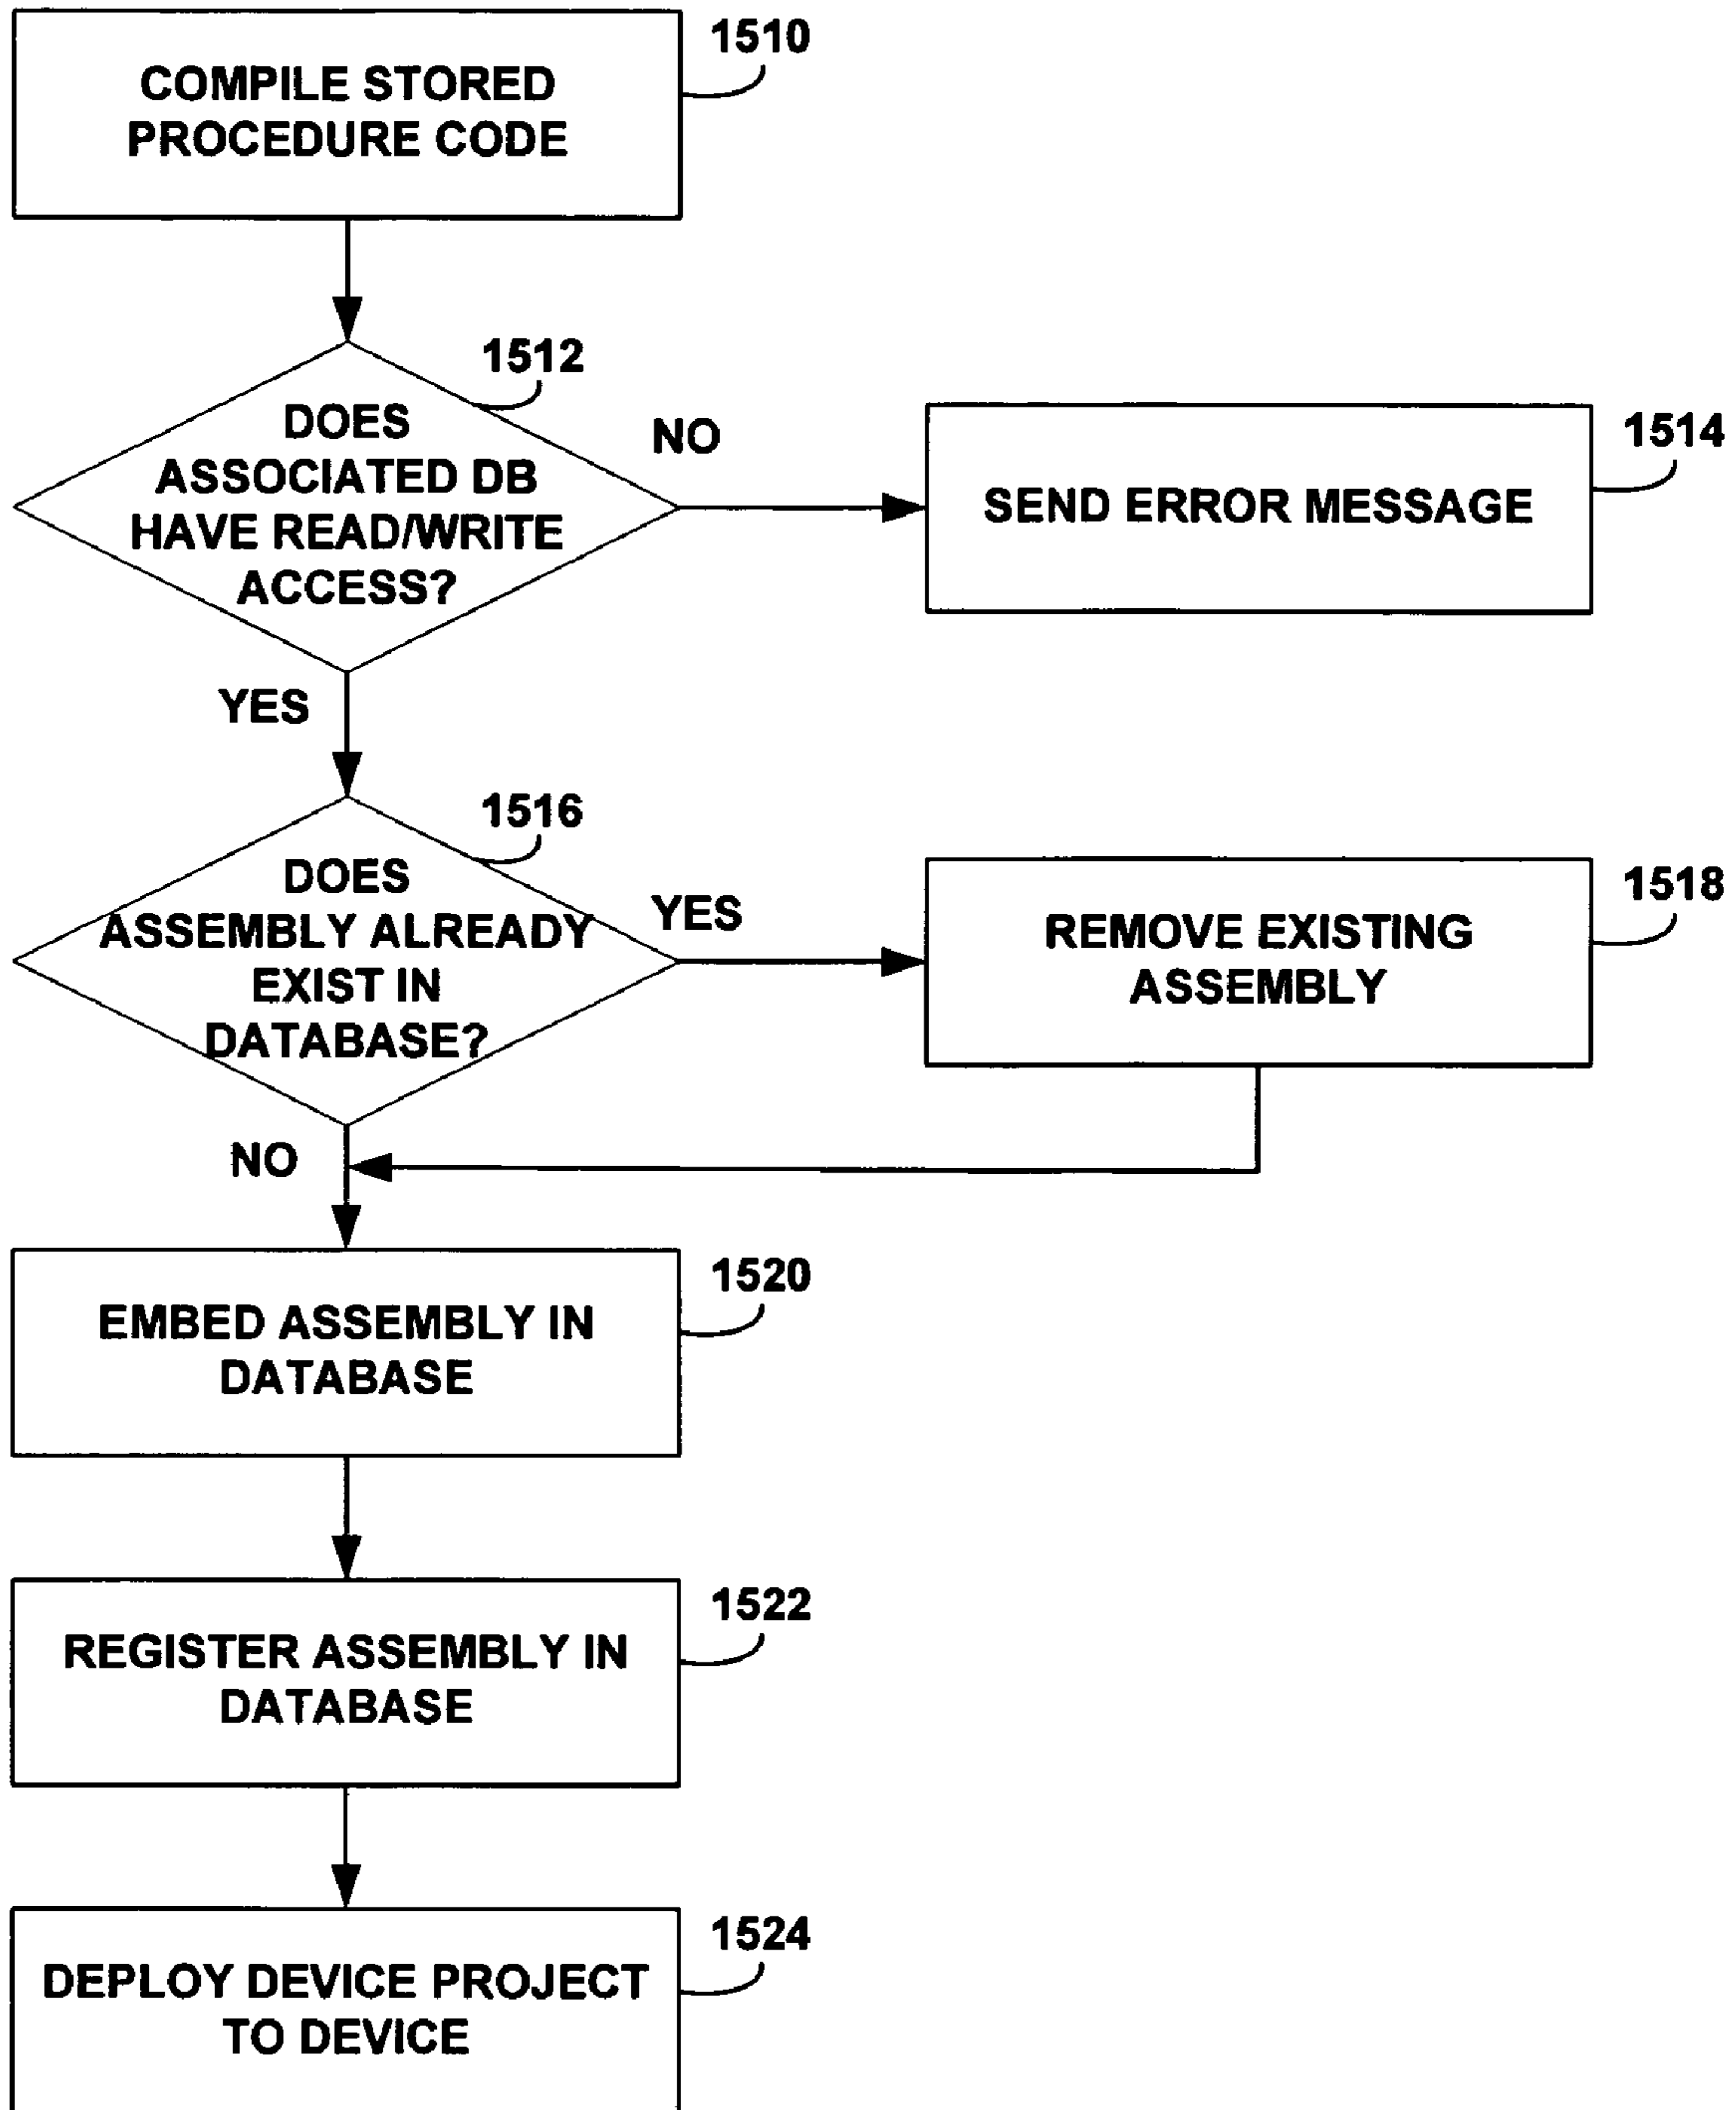 1510
COMPILE STORED
PROCEDURE CODE
1512
DOES
ASSOCIATED DB
HAVE READ/WRITE
ACCESS?
NO
1514
SEND ERROR MESSAGE
YES
1516
DOES
ASSEMBLY ALREADY
EXIST IN
DATABASE?
YES
1518
REMOVE EXISTING
ASSEMBLY
NO
1520
EMBED ASSEMBLY IN
DATABASE
1522
REGISTER ASSEMBLY IN
DATABASE
1524
DEPLOY DEVICE PROJECT
TO DEVICE